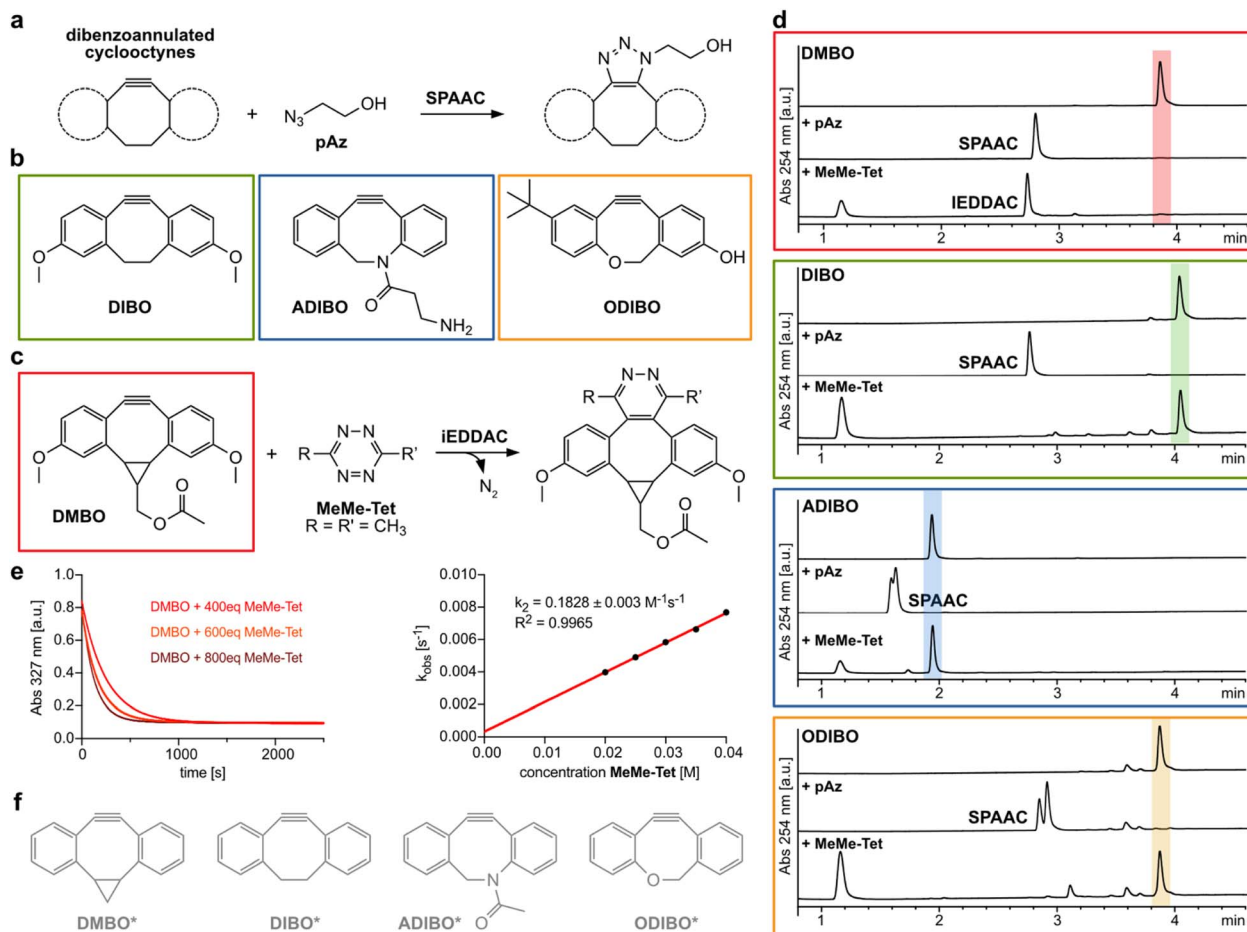 a
dibenzoannulated
cyclooctynes
+
N3
OH
pAz
SPAAC
N
N
N
OH
b
O
O
DIBO
N
O
NH2
ADIBO
O
OH
ODIBO
c
O
O
O
O
DMBO
+
R
N
N
N
N
R'
MeMe-Tet
R = R' = CH3
iEDDAC
N2
N
N
R
R'
O
O
O
O
d
DMBO
+ pAz
SPAAC
+ MeMe-Tet
IEDDAC
Abs 254 nm [a.u.]
1 2 3 4 min
DIBO
+ pAz
SPAAC
+ MeMe-Tet
Abs 254 nm [a.u.]
1 2 3 4 min
ADIBO
+ pAz
SPAAC
+ MeMe-Tet
Abs 254 nm [a.u.]
1 2 3 4 min
ODIBO
+ pAz
SPAAC
+ MeMe-Tet
Abs 254 nm [a.u.]
1 2 3 4 min
e
Abs 327 nm [a.u.]
1.0
0.8
0.6
0.4
0.2
0.0
0 1000 2000
time [s]
DMBO + 400eq MeMe-Tet
DMBO + 600eq MeMe-Tet
DMBO + 800eq MeMe-Tet
kobs [s-1]
0.010
0.008
0.006
0.004
0.002
0.000
0.00 0.01 0.02 0.03 0.04
concentration MeMe-Tet [M]
k2 = 0.1828 ± 0.003 M-1s-1
R2 = 0.9965
f
DMBO*
DIBO*
N
O
ADIBO*
O
ODIBO*